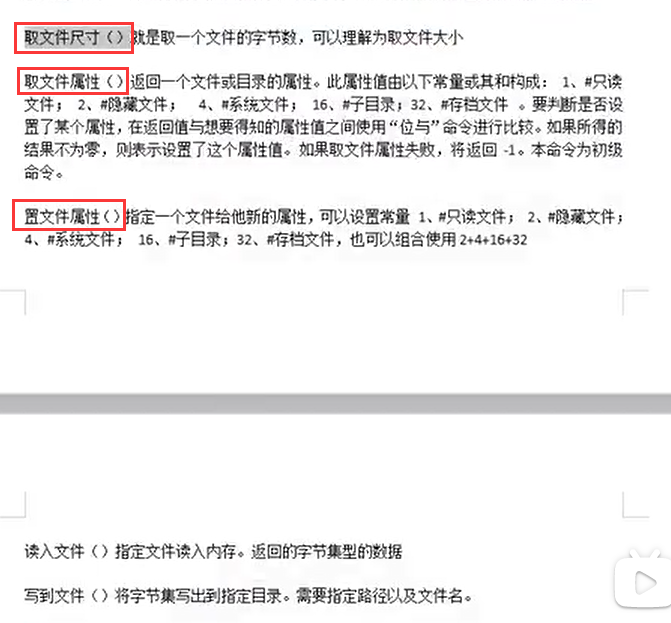 取文件尺寸（）就是取一个文件的字节数，可以理解为取文件大小
取文件属性（）返回一个文件或目录的属性。此属性值由以下常量或其和构成： 1、#只读
文件； 2、#隐藏文件； 4、#系统文件； 16、#子目录；32、#存档文件 。要判断是否设
置了某个属性，在返回值与想要得知的属性值之间使用“位与”命令进行比较。如果所得的
结果不为零，则表示设置了这个属性值。如果取文件属性失败，将返回 -1。本命令为初级
命令。
置文件属性（）指定一个文件给他新的属性，可以设置常量 1、#只读文件； 2、#隐藏文件；
4、#系统文件； 16、#子目录；32、#存档文件，也可以组合使用 2+4+16+32
读入文件（）指定文件读入内存。返回的字节集型的数据
写到文件（）将字节集写出到指定目录。需要指定路径以及文件名。